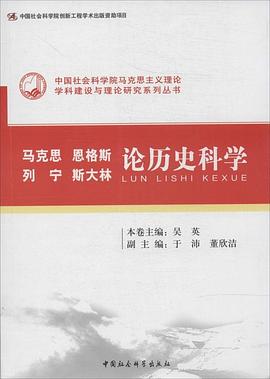 中国社会科学院创新工程学术出版资助项目
中国社会科学院马克思主义理论
学科建设与理论研究系列丛书
马克思 恩格斯
列宁 斯大林
论历史科学
LUN LISHI KEXUE
本卷主编：吴 英
副主编：于 沛 董欣洁
中国社会科学出版社